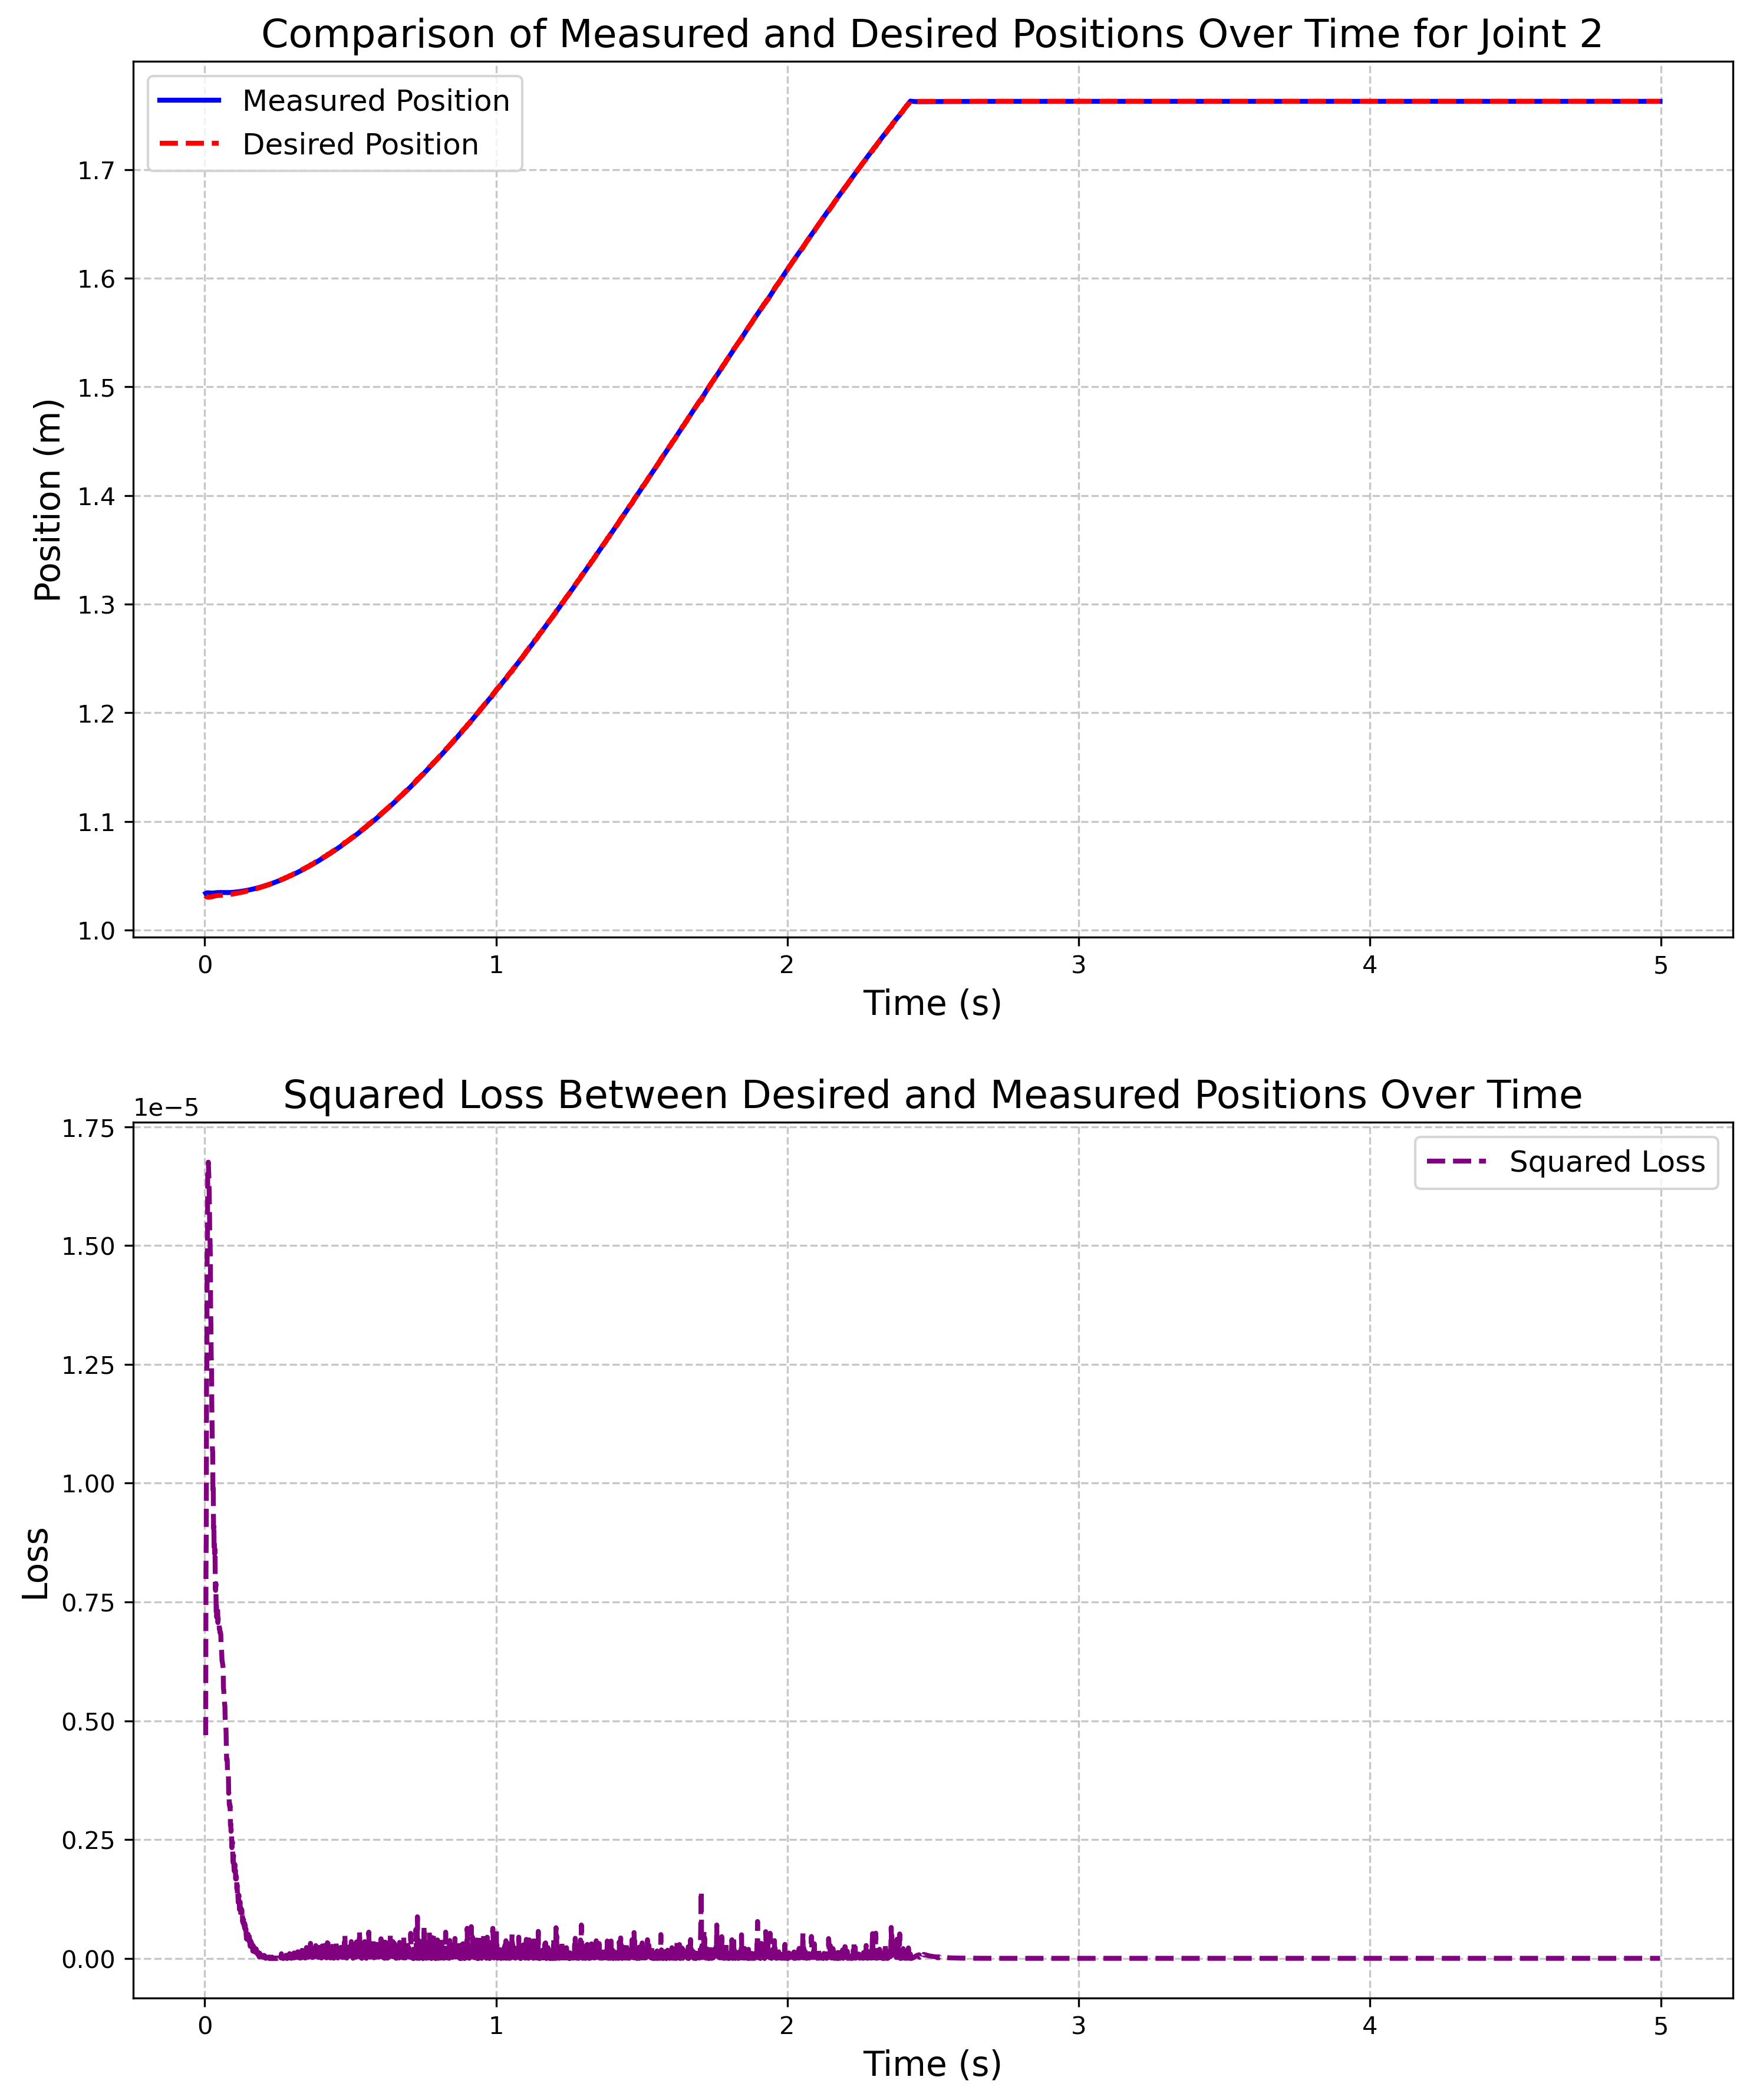 Comparison of Measured and Desired Positions Over Time for Joint 2
Measured Position
Desired Position
Position (m)
1.7
1.6
1.5
1.4
1.3
1.2
1.1
1.0
0 1 2 3 4 5
Time (s)
Squared Loss Between Desired and Measured Positions Over Time
1e−5
Squared Loss
Loss
1.75
1.50
1.25
1.00
0.75
0.50
0.25
0.00
0 1 2 3 4 5
Time (s)